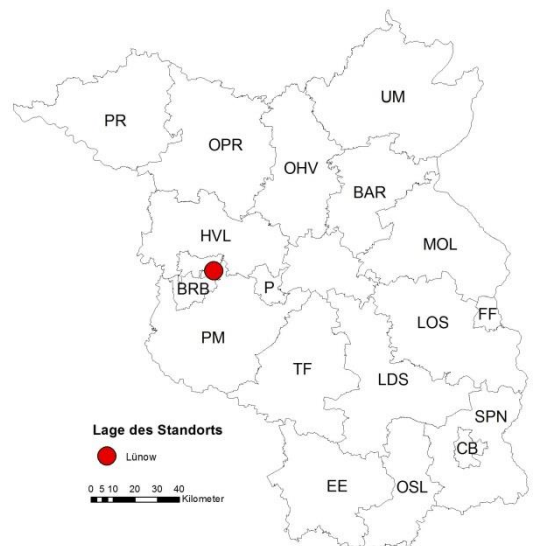 UM
PR
OPR
OHV
BAR
HVL
MOL
BRB
P
FF
LOS
PM
TF
LDS
SPN
CB
EE
OSL
Lage des Standorts
Lünow
0 5 10 20 30 40
Kilometer